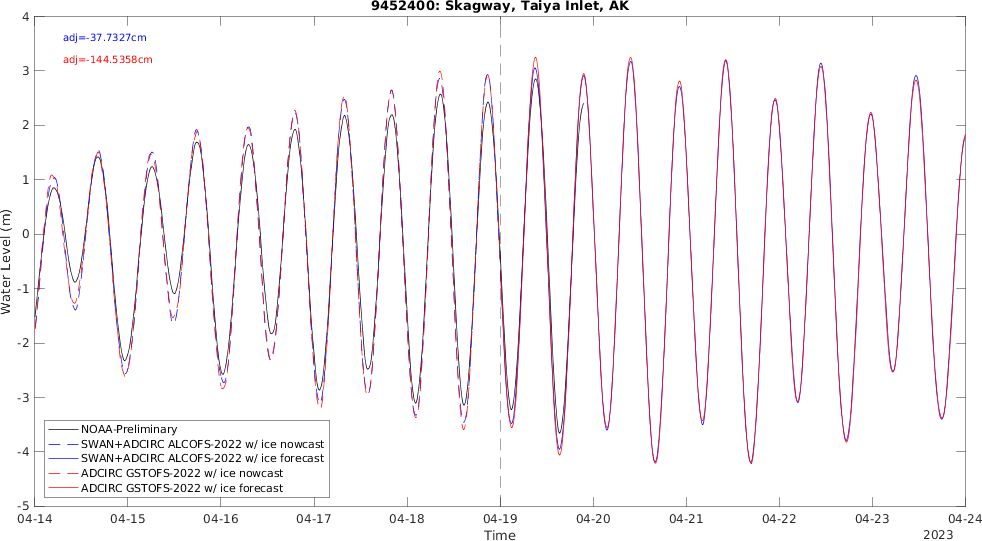 9452400: Skagway, Taiya Inlet, AK
4
adj=-37.7327cm
adj=-144.5358cm
3
2
1
0
-1
-2
-3
-4
-5
Water Level (m)
NOAA-Preliminary
SWAN+ADCIRC ALCOFS-2022 w/ ice nowcast
SWAN+ADCIRC ALCOFS-2022 w/ ice forecast
ADCIRC GSTOFS-2022 w/ ice nowcast
ADCIRC GSTOFS-2022 w/ ice forecast
04-14 04-15 04-16 04-17 04-18 04-19 04-20 04-21 04-22 04-23 04-24
Time
2023